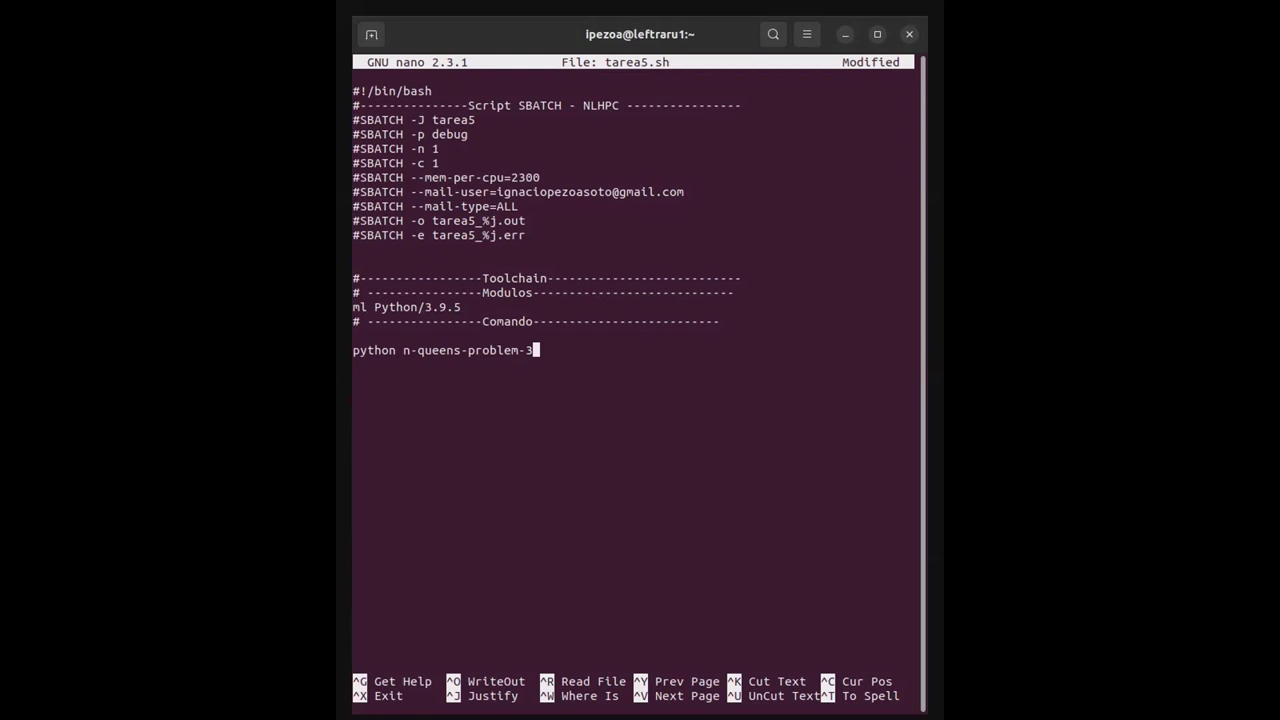 ipezoa@leftraru1:~
GNU nano 2.3.1 File: tarea5.sh Modified
#!/bin/bash
#---------------Script SBATCH - NLHPC ----------------
#SBATCH -J tarea5
#SBATCH -p debug
#SBATCH -n 1
#SBATCH -c 1
#SBATCH --mem-per-cpu=2300
#SBATCH --mail-user=ignaciopezoasoto@gmail.com
#SBATCH --mail-type=ALL
#SBATCH -o tarea5_%j.out
#SBATCH -e tarea5_%j.err
#-----------------Toolchain---------------------------
# ----------------Modulos----------------------------
ml Python/3.9.5
# ----------------Comando--------------------------
python n-queens-problem-3
^G Get Help ^O WriteOut ^R Read File ^Y Prev Page ^K Cut Text ^C Cur Pos
^X Exit ^J Justify ^W Where Is ^V Next Page ^U UnCut Text ^T To Spell